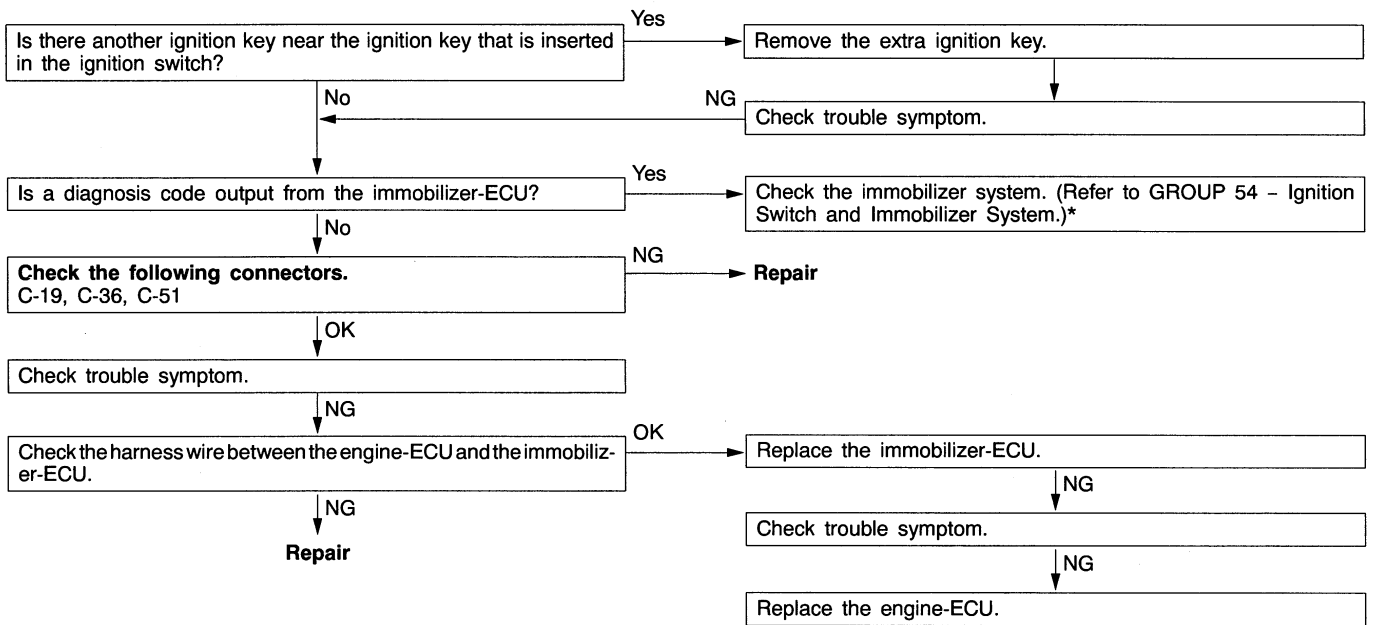 Is there another ignition key near the ignition key that is inserted
in the ignition switch?
Yes
Remove the extra ignition key.
No
NG
Check trouble symptom.
Is a diagnosis code output from the immobilizer-ECU?
Yes
Check the immobilizer system. (Refer to GROUP 54 – Ignition
Switch and Immobilizer System.)*
No
Check the following connectors.
C-19, C-36, C-51
NG
Repair
OK
Check trouble symptom.
NG
Check the harness wire between the engine-ECU and the immobiliz-
er-ECU.
OK
Replace the immobilizer-ECU.
NG
Repair
NG
Check trouble symptom.
NG
Replace the engine-ECU.